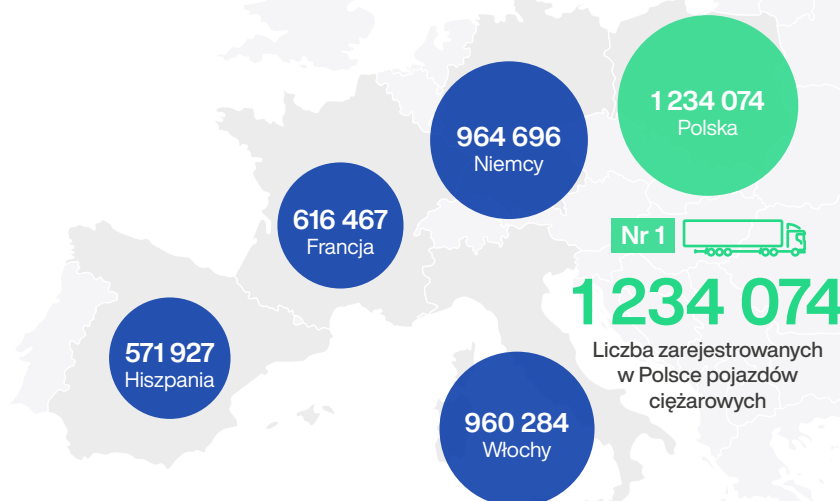 1 234 074
Polska
964 696
Niemcy
616 467
Francja
Nr 1
1 234 074
Liczba zarejestrowanych
w Polsce pojazdów
ciężarowych
571 927
Hiszpania
960 284
Włochy